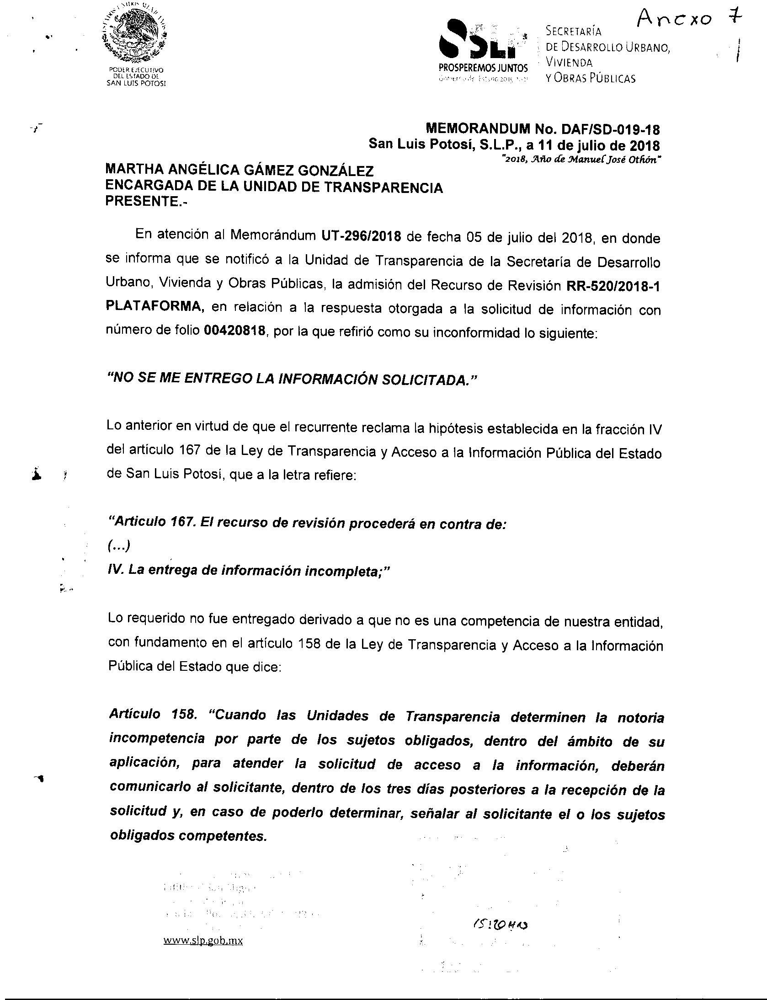 Anexo 7
PODER EJECUTIVO
DEL ESTADO DE
SAN LUIS POTOSI
SLP
PROSPEREMOS JUNTOS
SECRETARÍA
DE DESARROLLO URBANO,
VIVIENDA
Y OBRAS PÚBLICAS
MEMORANDUM No. DAF/SD-019-18
San Luis Potosí, S.L.P., a 11 de julio de 2018
"2018, Año de Manuel José Othón"
MARTHA ANGÉLICA GÁMEZ GONZÁLEZ
ENCARGADA DE LA UNIDAD DE TRANSPARENCIA
PRESENTE.-
En atención al Memorándum UT-296/2018 de fecha 05 de julio del 2018, en donde
se informa que se notificó a la Unidad de Transparencia de la Secretaría de Desarrollo
Urbano, Vivienda y Obras Públicas, la admisión del Recurso de Revisión RR-520/2018-1
PLATAFORMA, en relación a la respuesta otorgada a la solicitud de información con
número de folio 00420818, por la que refirió como su inconformidad lo siguiente:
“NO SE ME ENTREGO LA INFORMACIÓN SOLICITADA.”
Lo anterior en virtud de que el recurrente reclama la hipótesis establecida en la fracción IV
del artículo 167 de la Ley de Transparencia y Acceso a la Información Pública del Estado
de San Luis Potosí, que a la letra refiere:
“Articulo 167. El recurso de revisión procederá en contra de:
(...)
IV. La entrega de información incompleta;”
Lo requerido no fue entregado derivado a que no es una competencia de nuestra entidad,
con fundamento en el artículo 158 de la Ley de Transparencia y Acceso a la Información
Pública del Estado que dice:
Artículo 158. “Cuando las Unidades de Transparencia determinen la notoria
incompetencia por parte de los sujetos obligados, dentro del ámbito de su
aplicación, para atender la solicitud de acceso a la información, deberán
comunicarlo al solicitante, dentro de los tres días posteriores a la recepción de la
solicitud y, en caso de poderlo determinar, señalar al solicitante el o los sujetos
obligados competentes.
www.slp.gob.mx